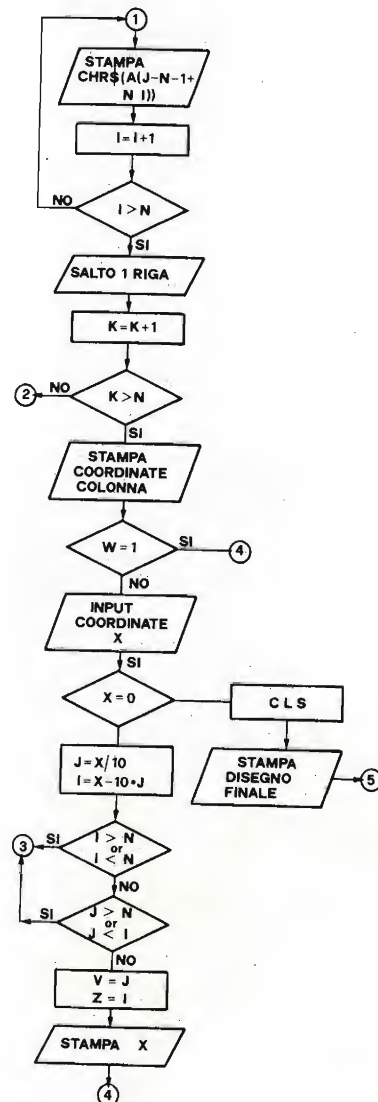 1
STAMPA
CHR$(A(J-N-1+
N I))
I=I+1
NO
I>N
SI
SALTO 1 RIGA
K=K+1
2
NO
K>N
SI
STAMPA
COORDINATE
COLONNA
W=1
SI
4
NO
INPUT
COORDINATE
X
SI
X=0
CLS
J=X/10
I=X-10•J
STAMPA
DISEGNO
FINALE
5
3
SI
I > N
or
I < N
NO
SI
J > N
or
J < I
NO
V = J
Z = I
STAMPA X
4